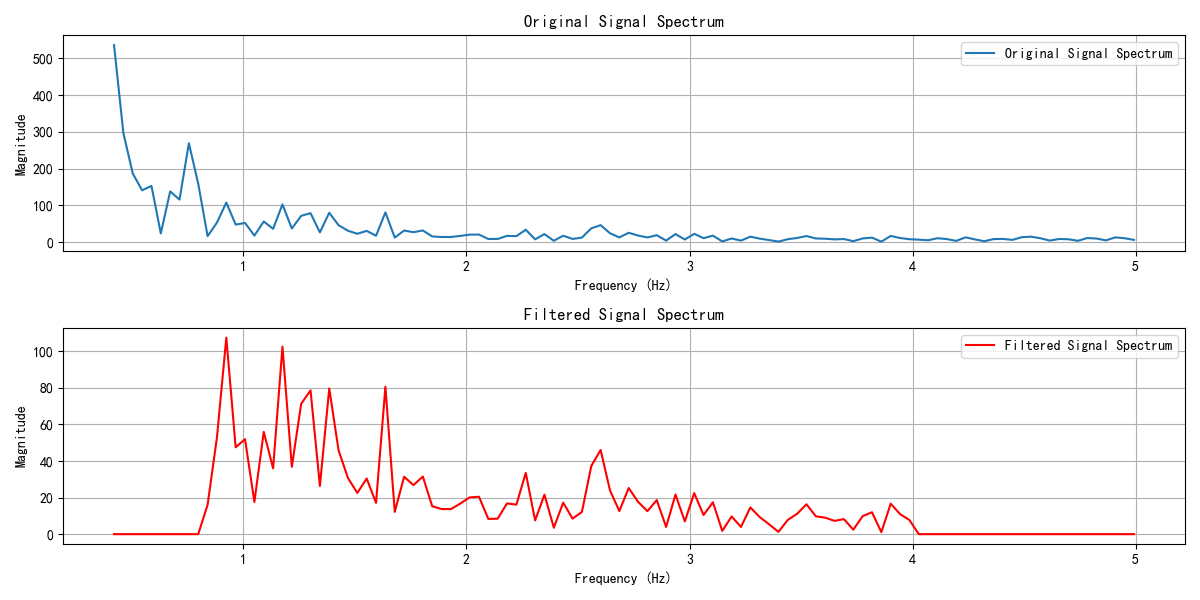 Original Signal Spectrum
Original Signal Spectrum
500
400
300
200
100
0
Magnitude
1 2 3 4 5
Frequency (Hz)
Filtered Signal Spectrum
Filtered Signal Spectrum
100
80
60
40
20
0
Magnitude
1 2 3 4 5
Frequency (Hz)